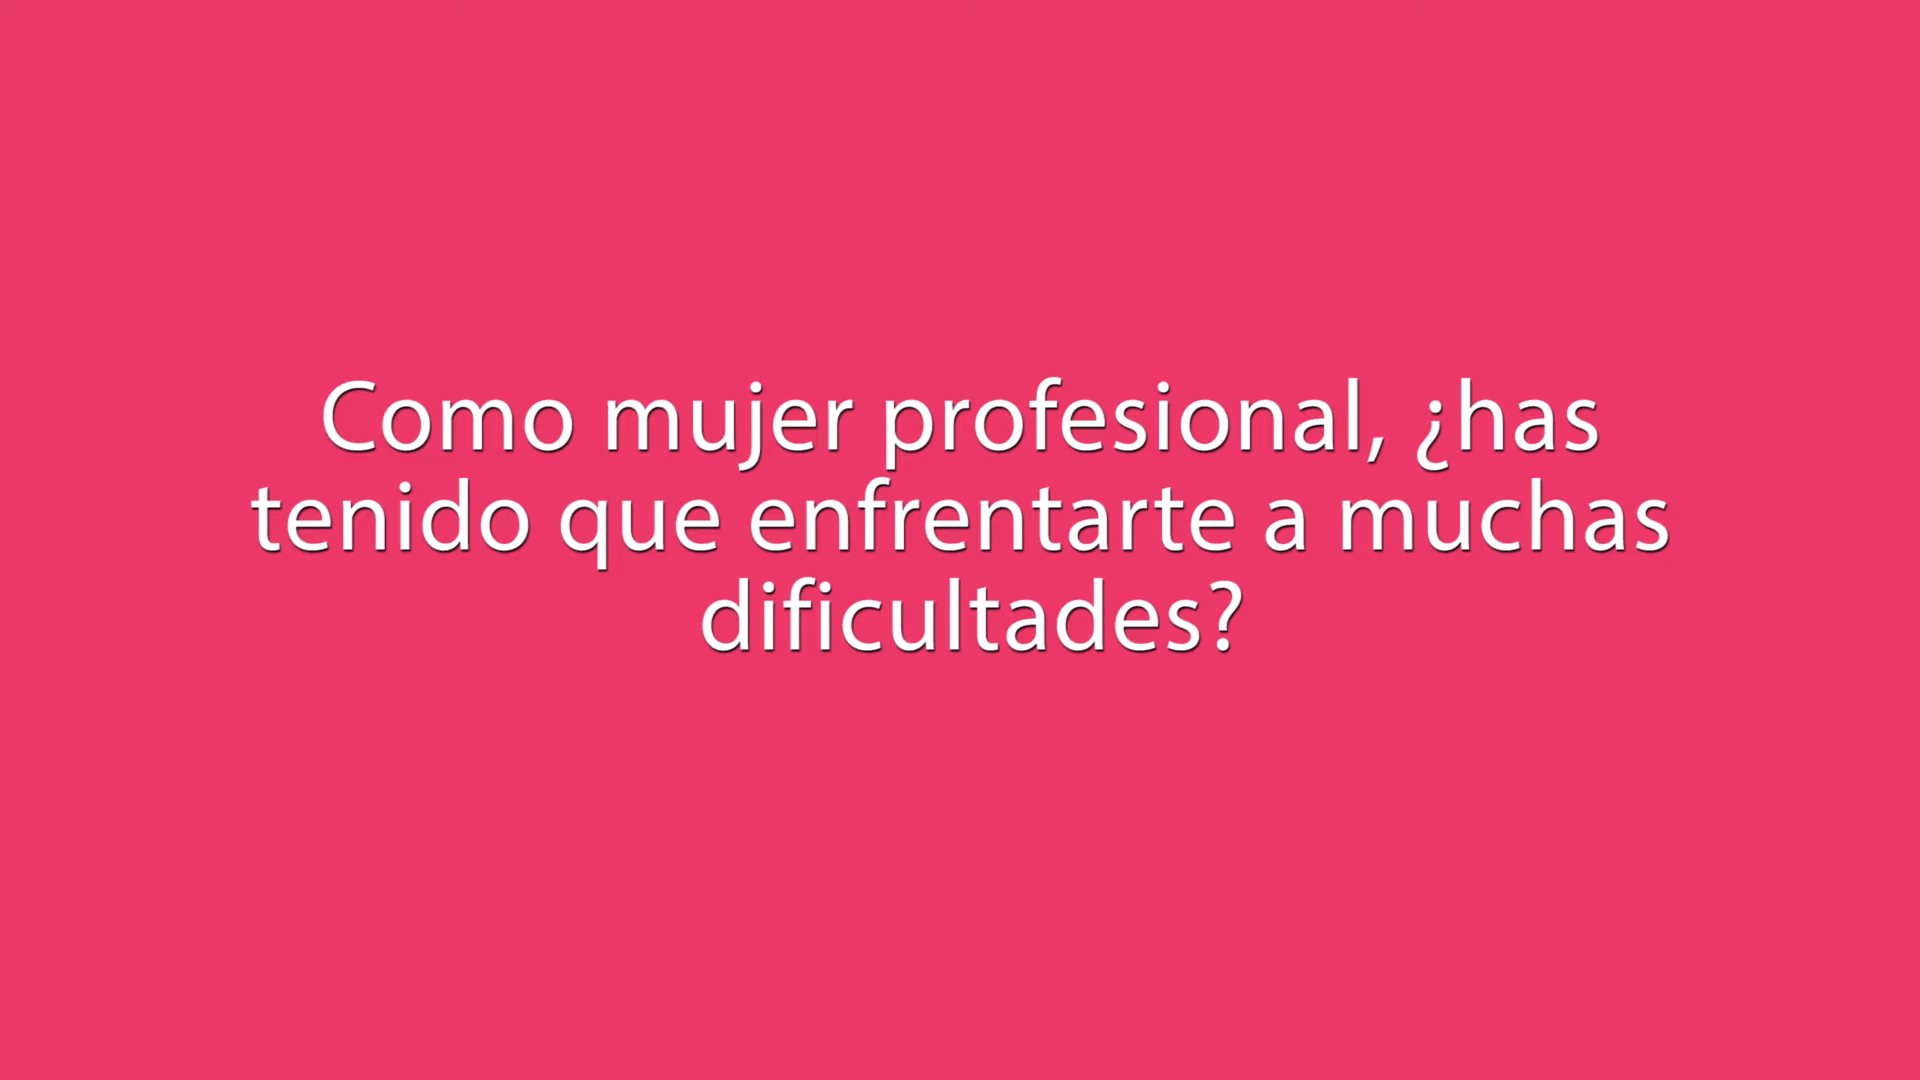 Como mujer profesional, ¿has
tenido que enfrentarte a muchas
dificultades?